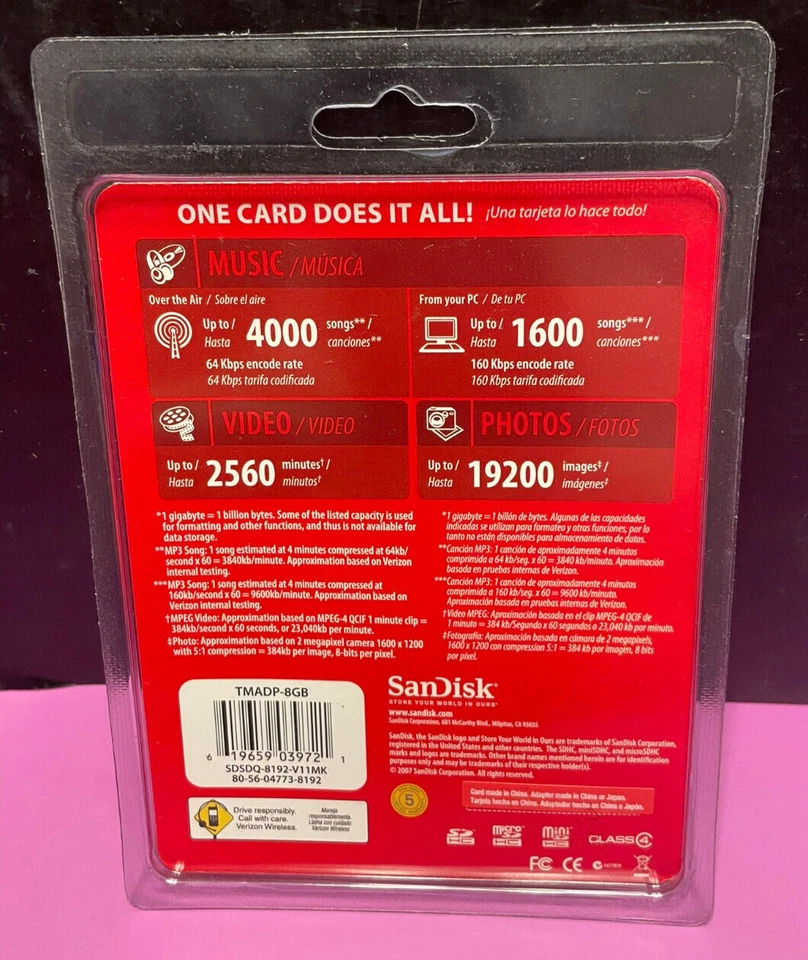 ONE CARD DOES IT ALL! ¡Una tarjeta lo hace todo!
MUSIC / MÚSICA
Over the Air / Sobre el aire
Up to / Hasta 4000 songs** / canciones**
64 Kbps encode rate
64 Kbps tarifa codificada
From your PC / De tu PC
Up to / Hasta 1600 songs*** / canciones***
160 Kbps encode rate
160 Kbps tarifa codificada
VIDEO / VIDEO
Up to / Hasta 2560 minutes† / minutos†
PHOTOS / FOTOS
Up to / Hasta 19200 images‡ / imágenes‡
*1 gigabyte = 1 billion bytes. Some of the listed capacity is used
for formatting and other functions, and thus is not available for
data storage.
**MP3 Song: 1 song estimated at 4 minutes compressed at 64kb/
second x 60 = 3840kb/minute. Approximation based on Verizon
internal testing.
***MP3 Song: 1 song estimated at 4 minutes compressed at
160kb/second x 60 = 9600kb/minute. Approximation based on
Verizon internal testing.
†MPEG Video: Approximation based on MPEG-4 QCIF 1 minute clip =
384kb/second x 60 seconds, or 23,040kb per minute.
‡Photo: Approximation based on 2 megapixel camera 1600 x 1200
with 5:1 compression = 384kb per image, 8-bits per pixel.
*1 gigabyte = 1 billón de bytes. Algunas de las capacidades
indicadas se utilizan para formateo y otras funciones, por lo
tanto no están disponibles para almacenamiento de datos.
**Canción MP3: 1 canción de aproximadamente 4 minutos
comprimida a 64 kb/seg. x 60 = 3840 kb/minuto. Aproximación
basada en pruebas internas de Verizon.
***Canción MP3: 1 canción de aproximadamente 4 minutos
comprimida a 160 kb/seg. x 60 = 9600 kb/minuto.
Aproximación basada en pruebas internas de Verizon.
†Video MPEG: Aproximación basada en el clip MPEG-4 QCIF de
1 minuto = 384 kb/Segundo x 60 segundos o 23,040 kb por minuto.
‡Fotografía: Aproximación basada en cámara de 2 megapixels,
1600 x 1200 con compression 5:1 = 384 kb por imagen, 8 bits
por pixel.
TMADP-8GB
6 19659 03972 1
SDSDQ-8192-V11MK
80-56-04773-8192
SanDisk®
STORE YOUR WORLD IN OURS®
www.sandisk.com
SanDisk Corporation, 601 McCarthy Blvd., Milpitas, CA 95035
SanDisk, the SanDisk logo and Store Your World in Ours are trademarks of SanDisk Corporation,
registered in the United States and other countries. The SDHC, miniSDHC, and microSDHC
marks and logos are trademarks. Other brand names mentioned herein are for identification
purposes only and may be trademarks of their respective holder(s).
© 2007 SanDisk Corporation. All rights reserved.
5
Card made in China. Adaptor made in China or Japan.
Tarjeta hecha en China. Adaptador hecho en China o Japón.
Drive responsibly.
Call with care.
Verizon Wireless.
Maneja
responsablemente.
Llama con cuidado.
Verizon Wireless
SD HC micro SD HC mini SD HC CLASS 4
FC CE N17805